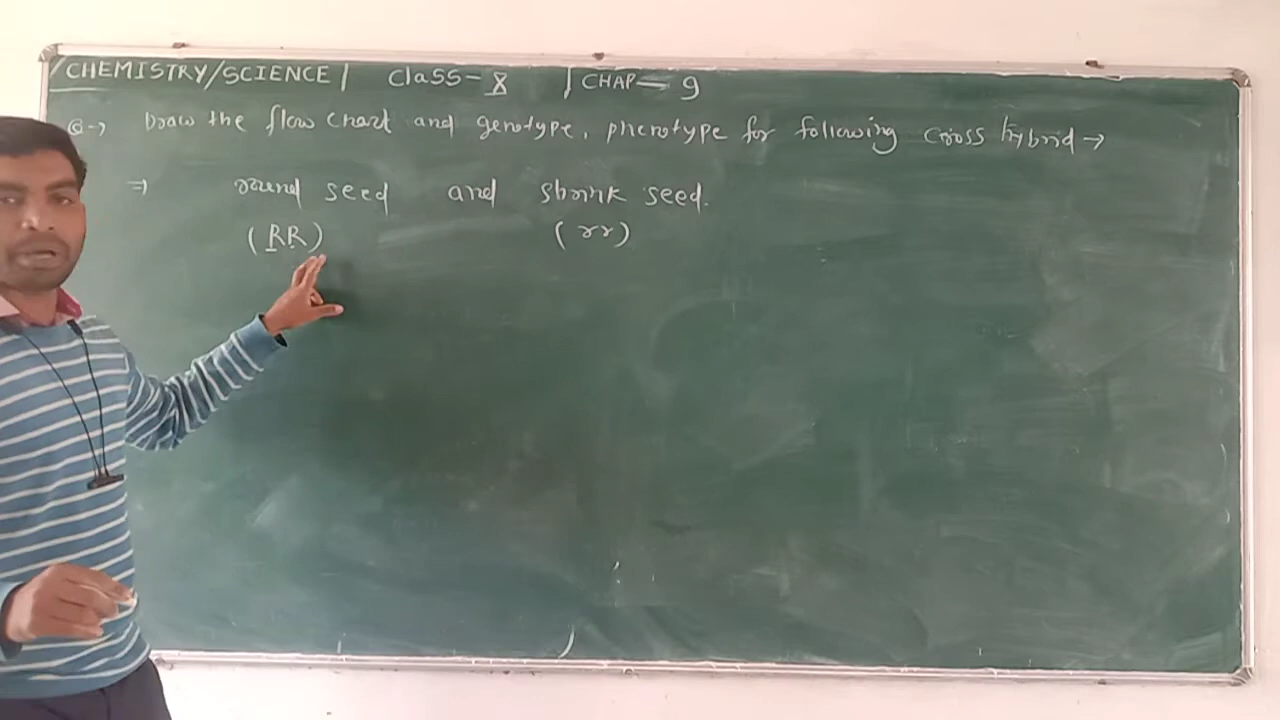 CHEMISTRY/SCIENCE | Class-X | CHAP- 9
Q→ Draw the flow chart and genotype, phenotype for following cross hybrid →
⇒ round seed and shrink seed.
(RR) (rr)